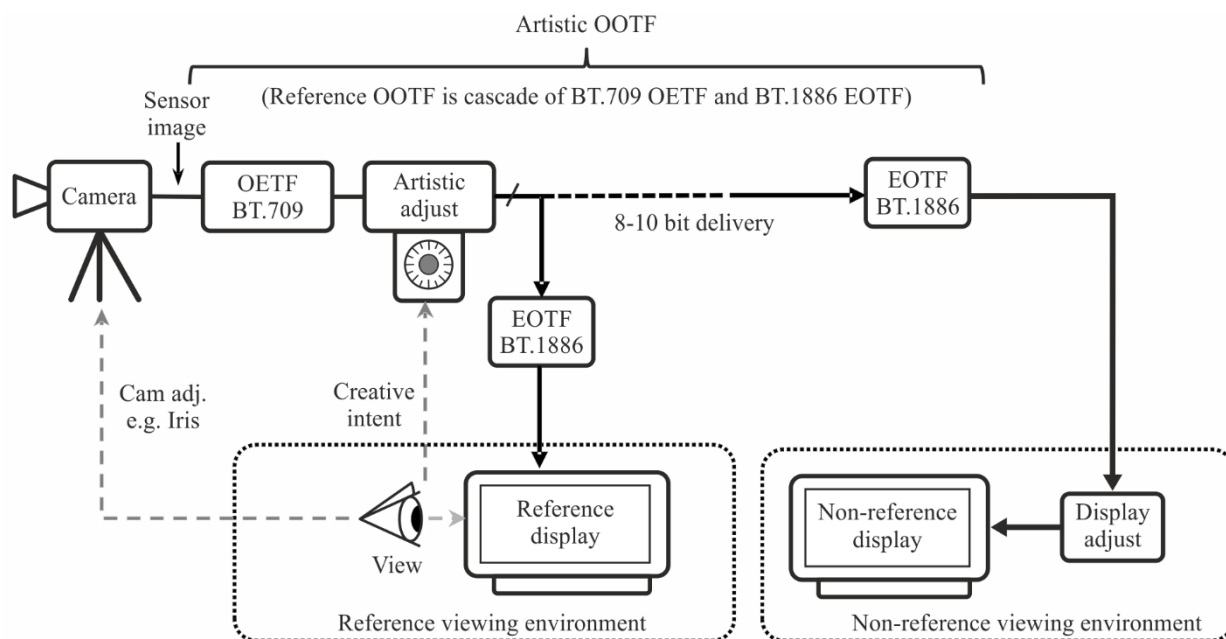 Artistic OOTF
(Reference OOTF is cascade of BT.709 OETF and BT.1886 EOTF)
Sensor
image
Camera
OETF
BT.709
Artistic
adjust
8-10 bit delivery
EOTF
BT.1886
EOTF
BT.1886
Cam adj.
e.g. Iris
Creative
intent
View
Reference
display
Reference viewing environment
Non-reference
display
Display
adjust
Non-reference viewing environment